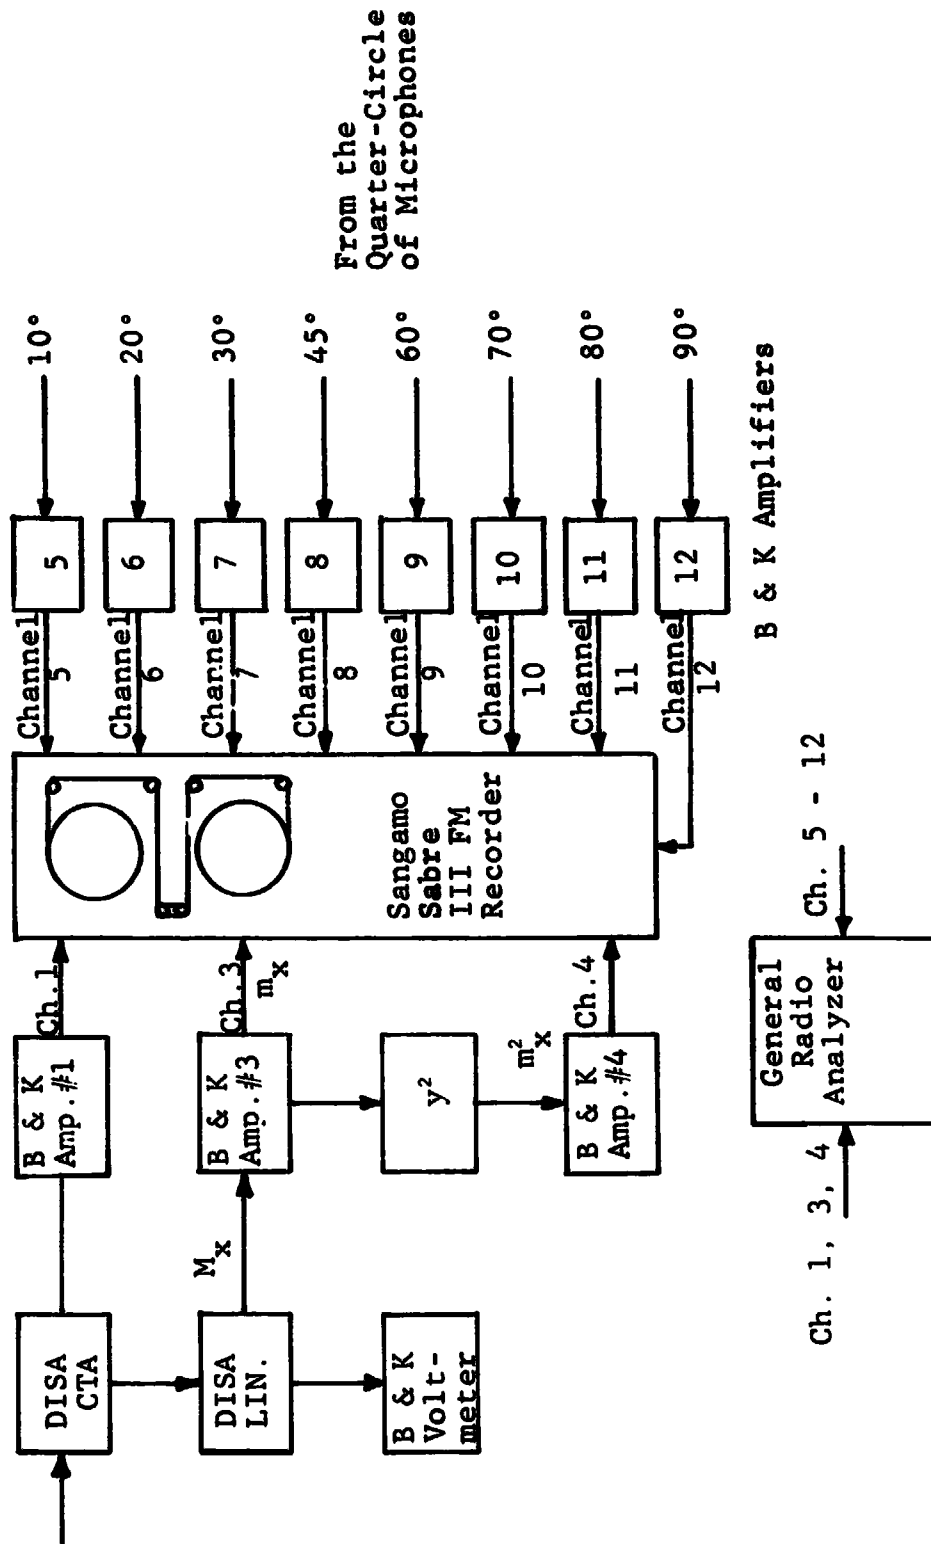 DISA
CTA
B & K
Amp.#1
Ch.1
Channel
5
5
10°
Channel
6
6
20°
DISA
LIN.
M_x
B & K
Amp.#3
Ch.3
m_x
Channel
7
7
30°
Channel
8
8
45°
B & K
Volt-
meter
y²
Sangamo
Sabre
III FM
Recorder
Channel
9
9
60°
Channel
10
10
70°
m_x²
B & K
Amp.#4
Ch.4
Channel
11
11
80°
Channel
12
12
90°
From the
Quarter-Circle
of Microphones
B & K Amplifiers
Ch. 1, 3, 4
General
Radio
Analyzer
Ch. 5 - 12